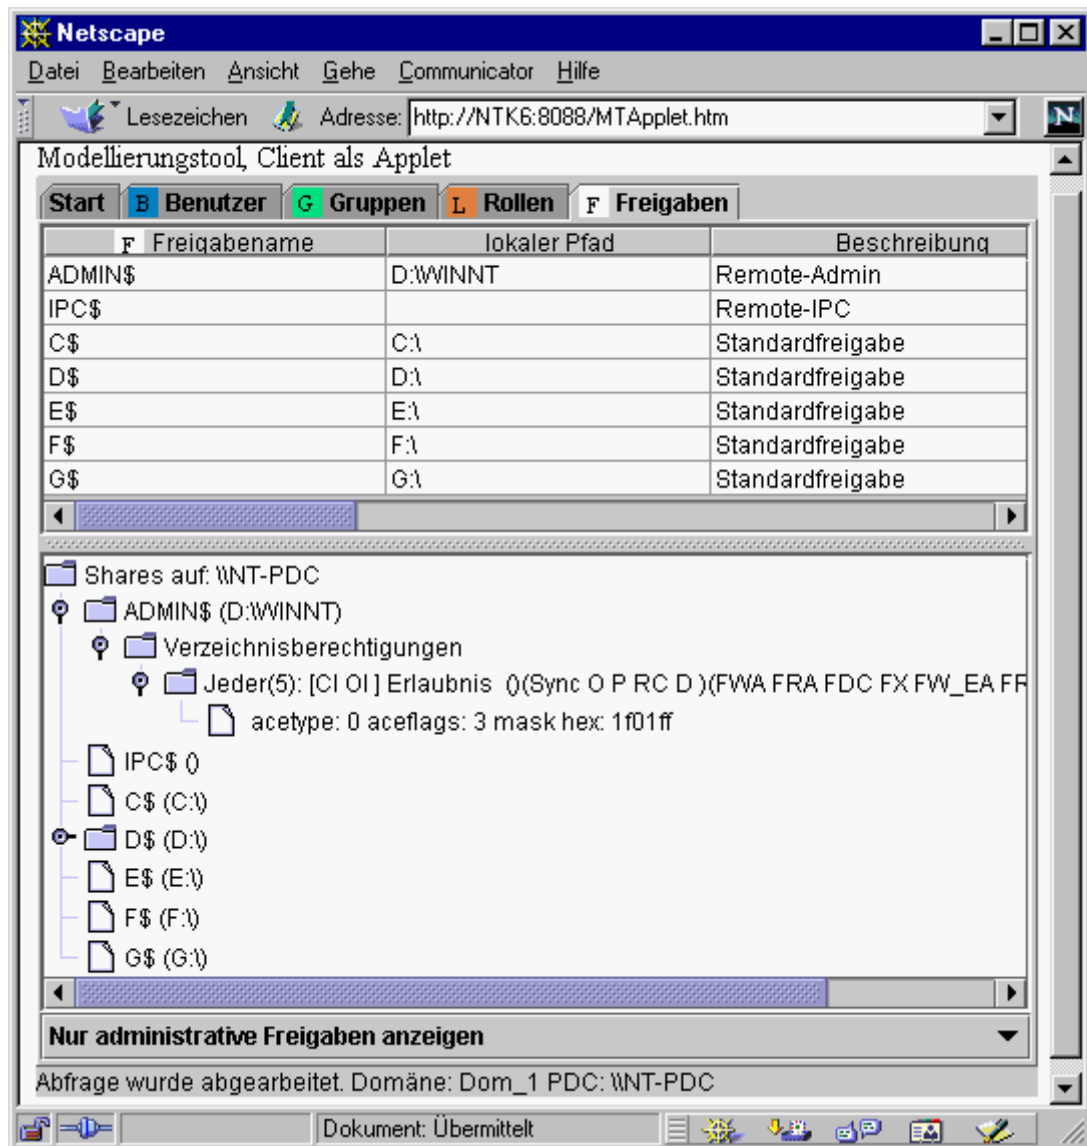 Netscape
Datei Bearbeiten Ansicht Gehe Communicator Hilfe
Lesezeichen Adresse: http://NTK6:8088/MTApplet.htm N
Modellierungstool, Client als Applet
Start B Benutzer G Gruppen L Rollen F Freigaben
F Freigabename lokaler Pfad Beschreibung
ADMIN$ D:\WINNT Remote-Admin
IPC$ Remote-IPC
C$ C:\ Standardfreigabe
D$ D:\ Standardfreigabe
E$ E:\ Standardfreigabe
F$ F:\ Standardfreigabe
G$ G:\ Standardfreigabe
Shares auf: \\NT-PDC
ADMIN$ (D:\WINNT)
Verzeichnisberechtigungen
Jeder(5): [CI OI ] Erlaubnis ()(Sync O P RC D )(FWA FRA FDC FX FW_EA FR
acetype: 0 aceflags: 3 mask hex: 1f01ff
IPC$ ()
C$ (C:\)
D$ (D:\)
E$ (E:\)
F$ (F:\)
G$ (G:\)
Nur administrative Freigaben anzeigen
Abfrage wurde abgearbeitet. Domäne: Dom_1 PDC: \\NT-PDC
Dokument: Übermittelt